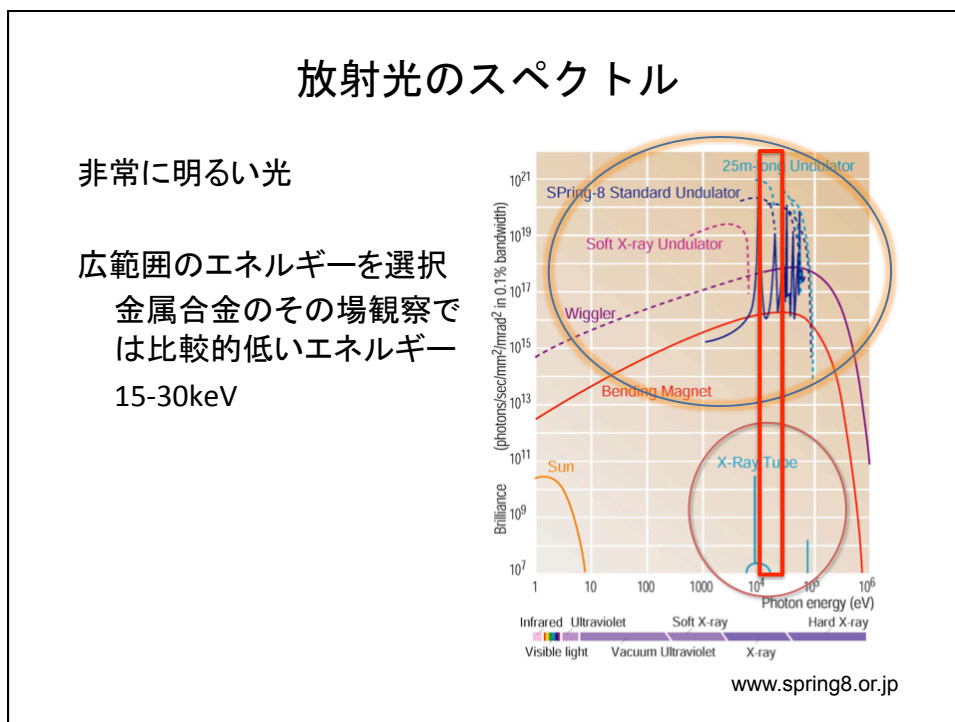 放射光のスペクトル
非常に明るい光
広範囲のエネルギーを選択
金属合金のその場観察で
は比較的低いエネルギー
15-30keV
Brilliance (photons/sec/mm²/mrad² in 0.1% bandwidth)
10²¹
10¹⁹
10¹⁷
10¹⁵
10¹³
10¹¹
10⁹
10⁷
25m-long Undulator
SPring-8 Standard Undulator
Soft X-ray Undulator
Wiggler
Bending Magnet
Sun
X-Ray Tube
1 10 100 1000 10⁴ 10⁵ 10⁶
Photon energy (eV)
Infrared Ultraviolet Soft X-ray Hard X-ray
Visible light Vacuum Ultraviolet X-ray
www.spring8.or.jp